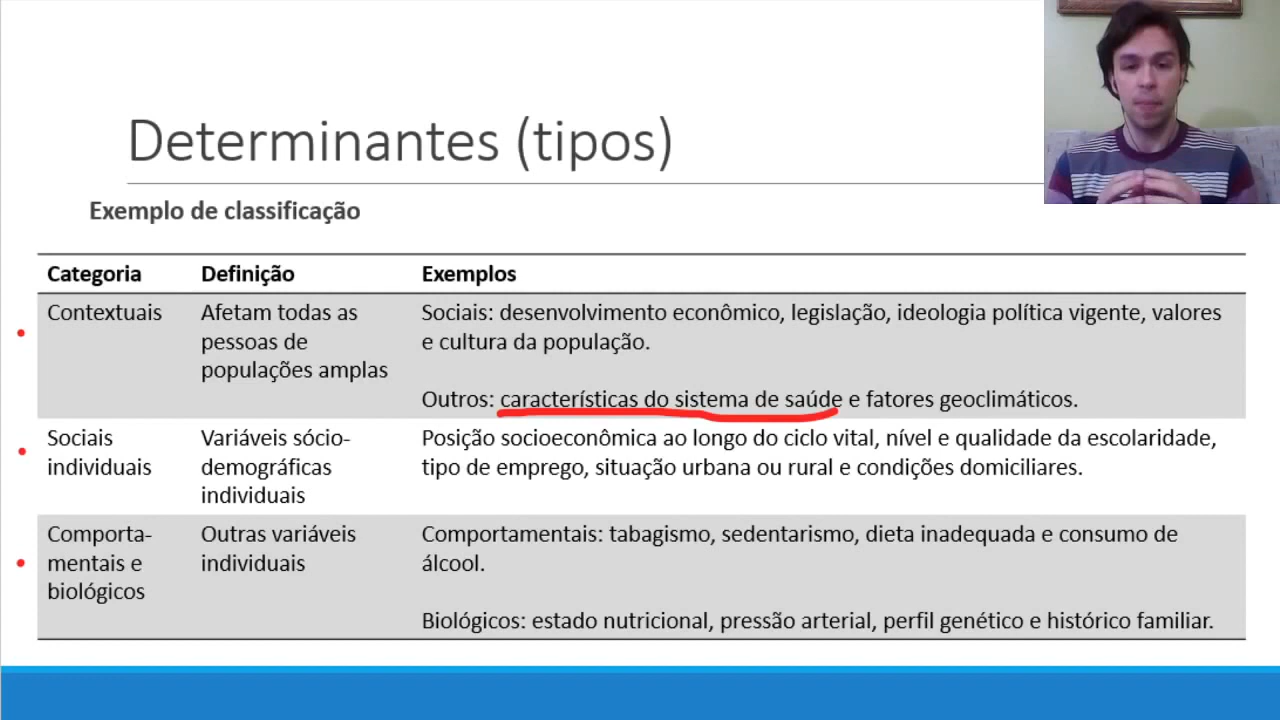 Determinantes (tipos)
Exemplo de classificação
Categoria Definição Exemplos
Contextuais
Afetam todas as
pessoas de
populações amplas
Sociais: desenvolvimento econômico, legislação, ideologia política vigente, valores
e cultura da população.
Outros: características do sistema de saúde e fatores geoclimáticos.
Sociais
individuais
Variáveis sócio-
demográficas
individuais
Posição socioeconômica ao longo do ciclo vital, nível e qualidade da escolaridade,
tipo de emprego, situação urbana ou rural e condições domiciliares.
Comporta-
mentais e
biológicos
Outras variáveis
individuais
Comportamentais: tabagismo, sedentarismo, dieta inadequada e consumo de
álcool.
Biológicos: estado nutricional, pressão arterial, perfil genético e histórico familiar.